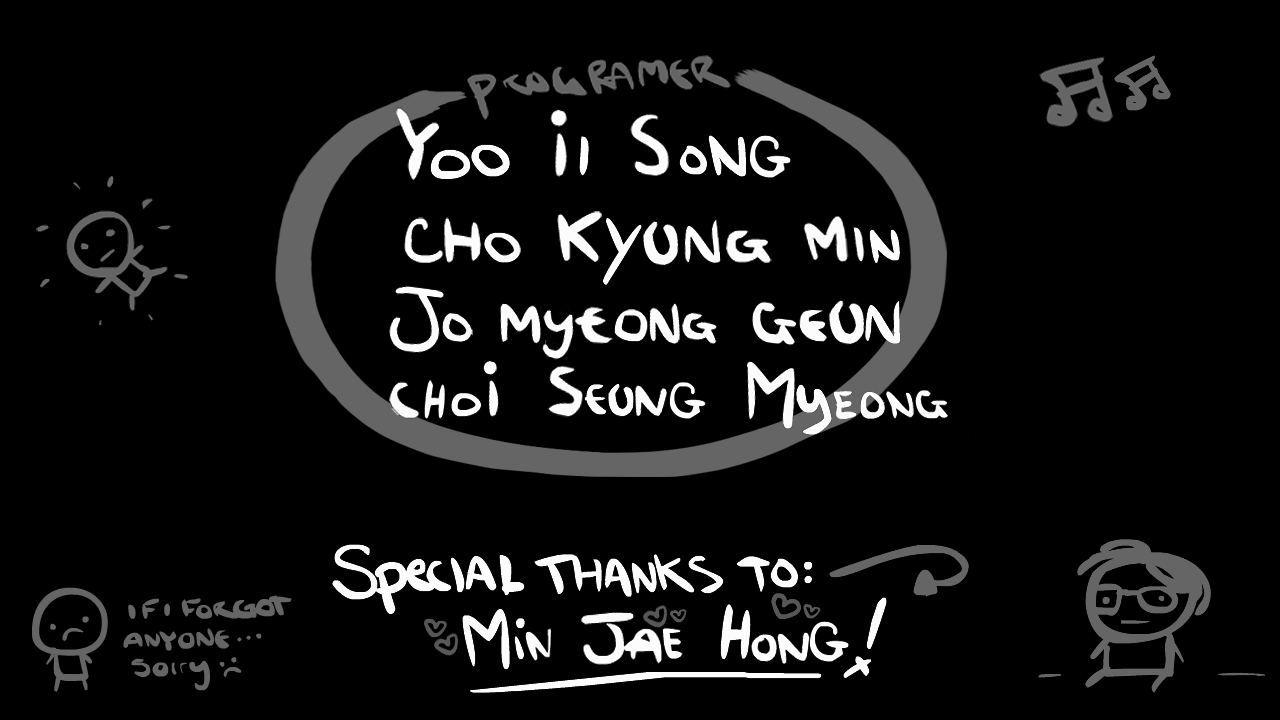 PROGRAMER
Yoo il SoNG
CHO KYUNG MIN
JO MyEONG GEUN
CHOi SEUNG MyEONG
SpeciAL THANKS TO:
MiN JAE HONG!
IF I FORGOT
ANYONE...
Sorry :(